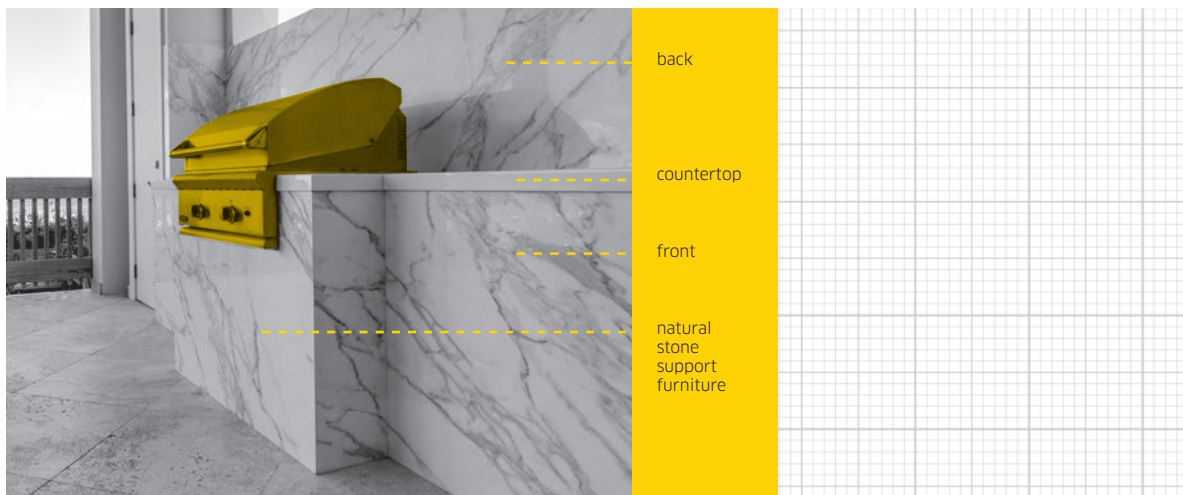 back
countertop
front
natural
stone
support
furniture